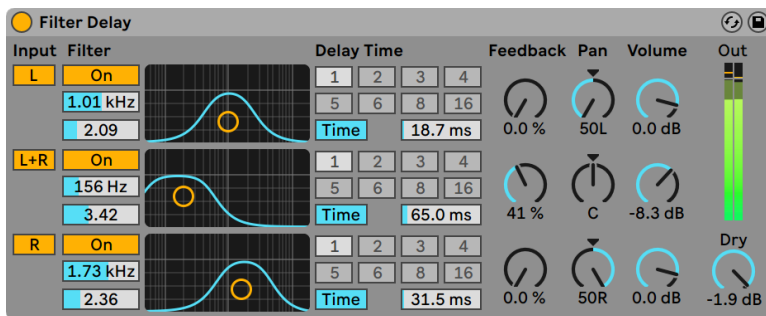 Filter Delay
Input Filter Delay Time Feedback Pan Volume Out
L On 1 2 3 4
1.01 kHz 5 6 8 16
2.09 Time 18.7 ms 0.0 % 50L 0.0 dB
L+R On 1 2 3 4
156 Hz 5 6 8 16
3.42 Time 65.0 ms 41 % C -8.3 dB
R On 1 2 3 4 Dry
1.73 kHz 5 6 8 16
2.36 Time 31.5 ms 0.0 % 50R 0.0 dB -1.9 dB